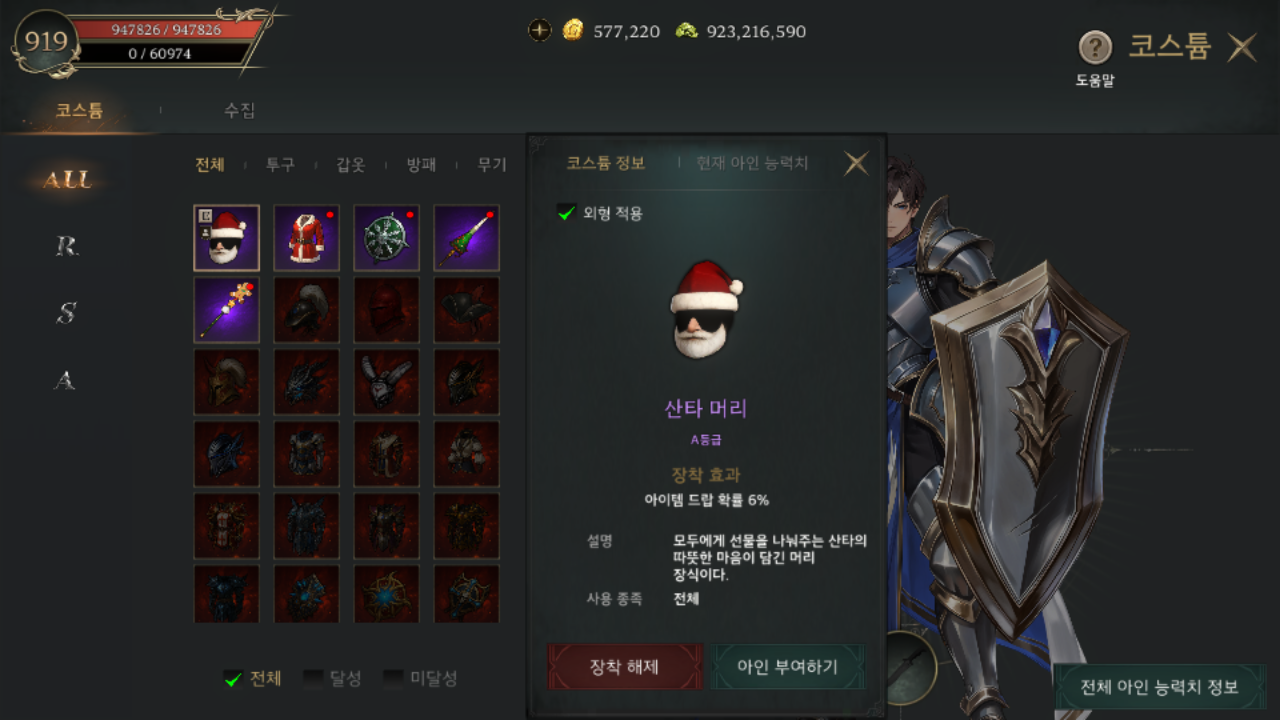 919
947826 / 947826
0 / 60974
577,220
923,216,590
도움말
코스튬
코스튬
수집
ALL
R
S
A
전체
투구
갑옷
방패
무기
E
코스튬 정보
현재 아인 능력치
외형 적용
산타 머리
A등급
장착 효과
아이템 드랍 확률 6%
설명
모두에게 선물을 나눠주는 산타의
따뜻한 마음이 담긴 머리
장식이다.
사용 종족
전체
장착 해제
아인 부여하기
전체
달성
미달성
전체 아인 능력치 정보